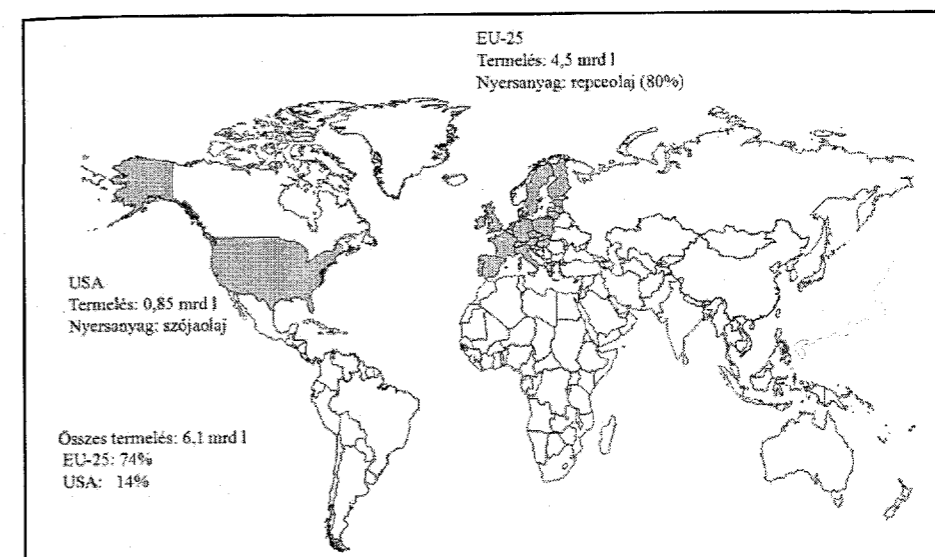 EU-25
Termelés: 4,5 mrd l
Nyersanyag: repceolaj (80%)
USA
Termelés: 0,85 mrd l
Nyersanyag: szójaolaj
Összes termelés: 6,1 mrd l
EU-25: 74%
USA: 14%